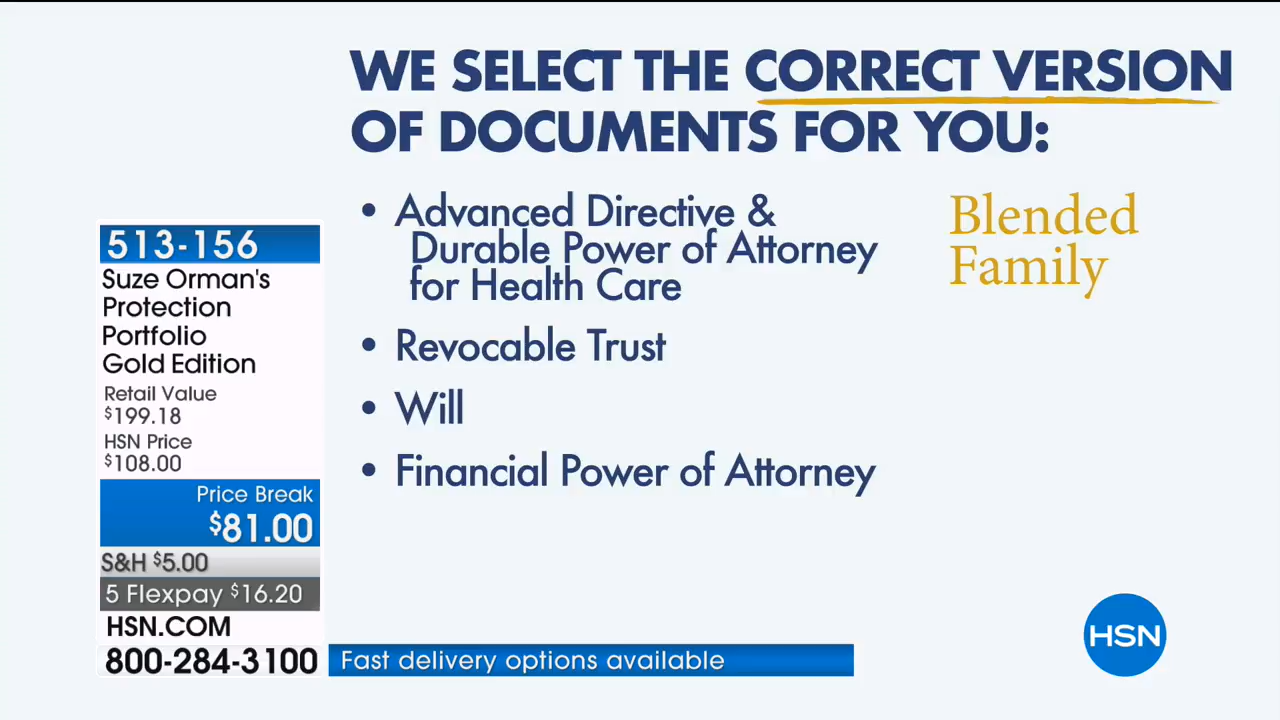 WE SELECT THE CORRECT VERSION
OF DOCUMENTS FOR YOU:
• Advanced Directive &
Durable Power of Attorney
for Health Care
• Revocable Trust
• Will
• Financial Power of Attorney
Blended
Family
513-156
Suze Orman's
Protection
Portfolio
Gold Edition
Retail Value
$199.18
HSN Price
$108.00
Price Break
$81.00
S&H $5.00
5 Flexpay $16.20
HSN.COM
800-284-3100
Fast delivery options available
HSN